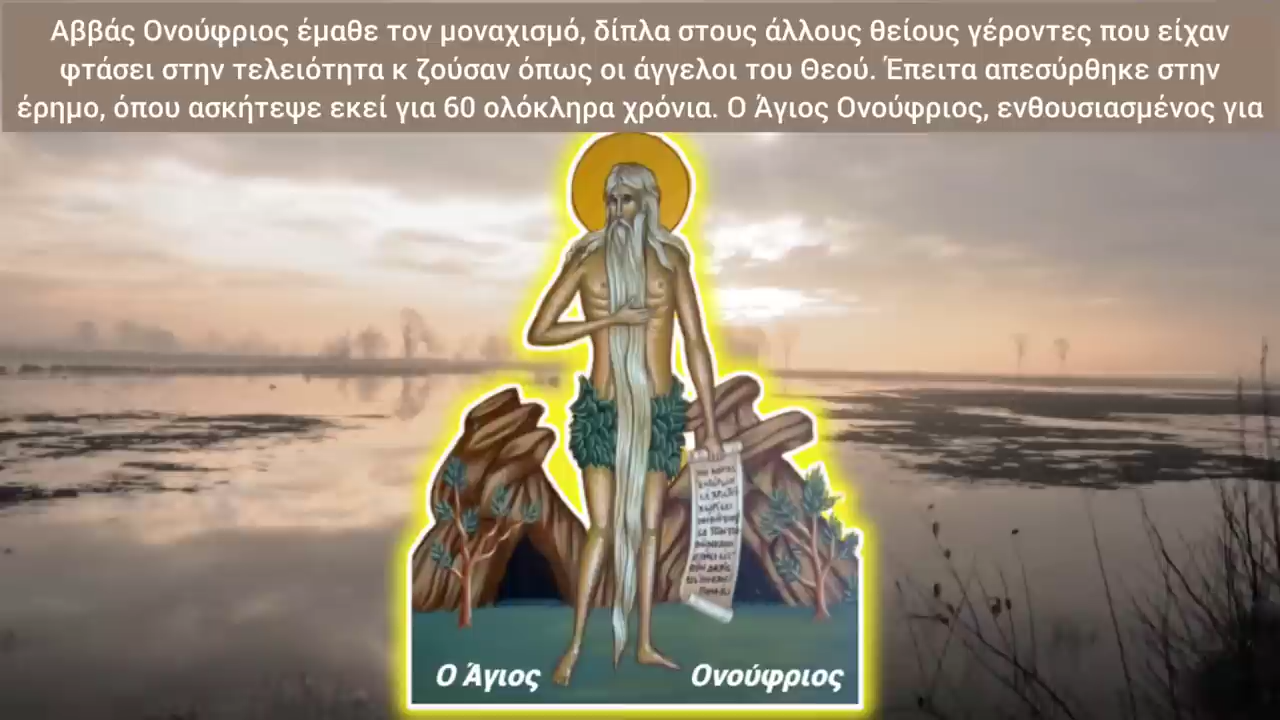 Αββάς Ονούφριος έμαθε τον μοναχισμό, δίπλα στους άλλους θείους γέροντες που είχαν
φτάσει στην τελειότητα κ ζούσαν όπως οι άγγελοι του Θεού. Έπειτα απεσύρθηκε στην
έρημο, όπου ασκήτεψε εκεί για 60 ολόκληρα χρόνια. Ο Άγιος Ονούφριος, ενθουσιασμένος για
Ο Άγιος Ονούφριος